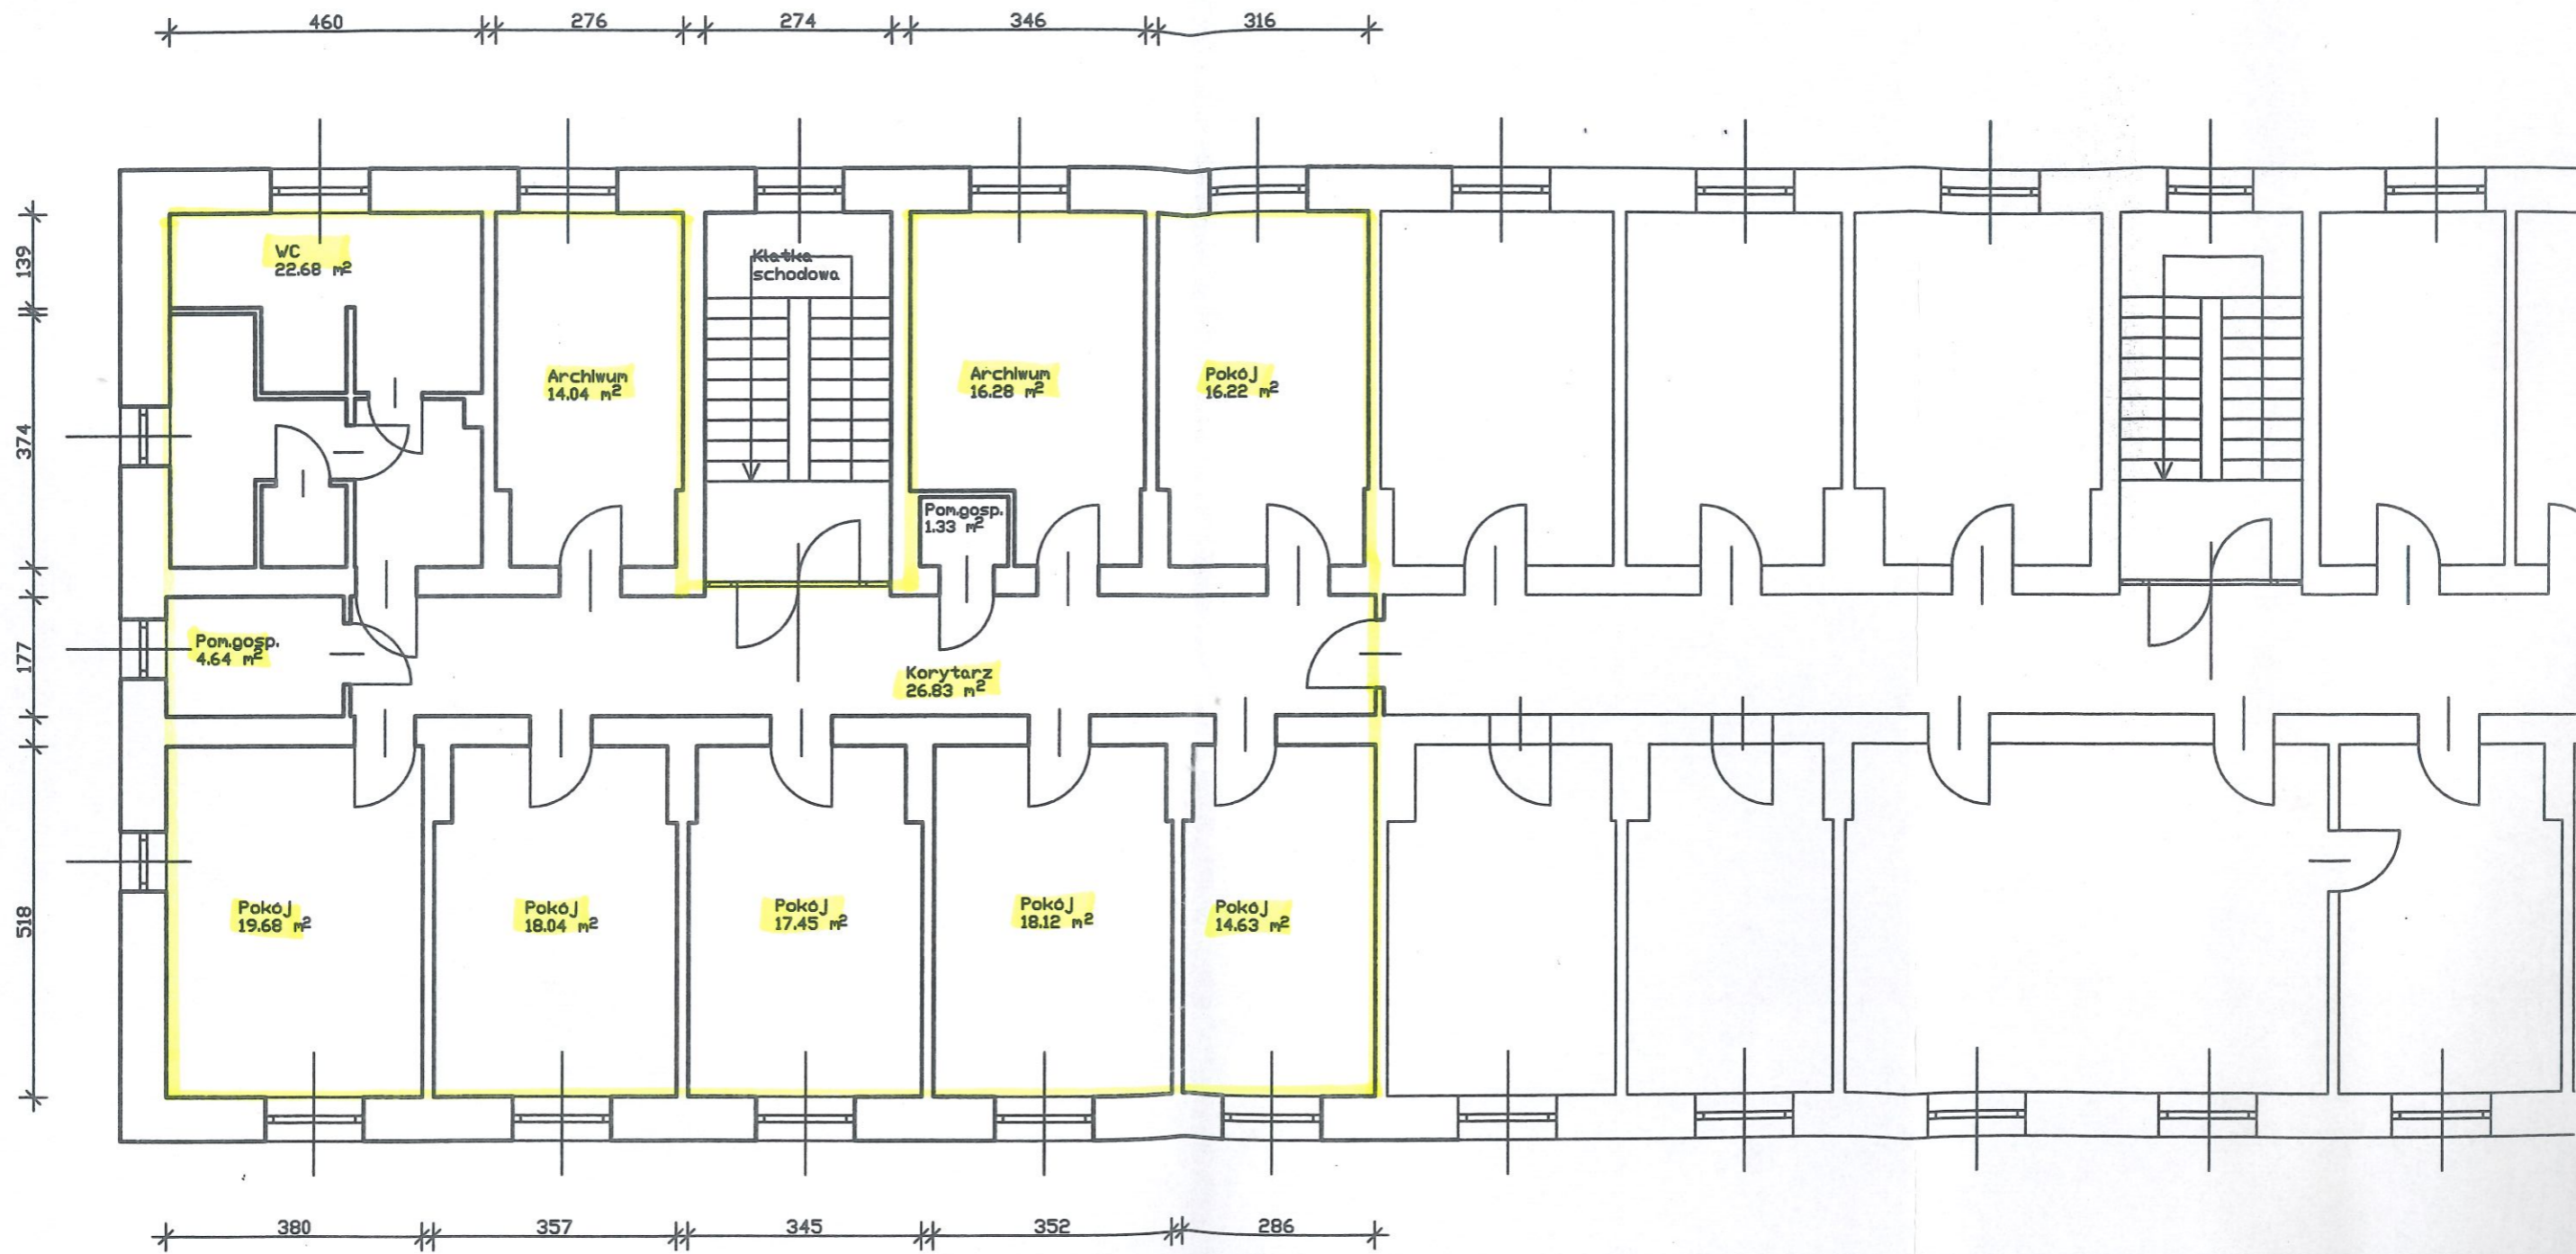 460 276 274 346 316
139
374
177
518
WC
22.68 m²
Klatka
schodowa
Archiwum
14.04 m²
Archiwum
16.28 m²
Pokój
16.22 m²
Pom.gosp.
1.33 m²
Pom.gosp.
4.64 m²
Korytarz
26.83 m²
Pokój
19.68 m²
Pokój
18.04 m²
Pokój
17.45 m²
Pokój
18.12 m²
Pokój
14.63 m²
380 357 345 352 286